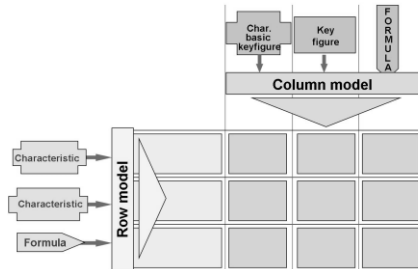 Char.
basic
keyfigure
Key
figure
FORMULA
Column model
Row model
Characteristic
Characteristic
Formula